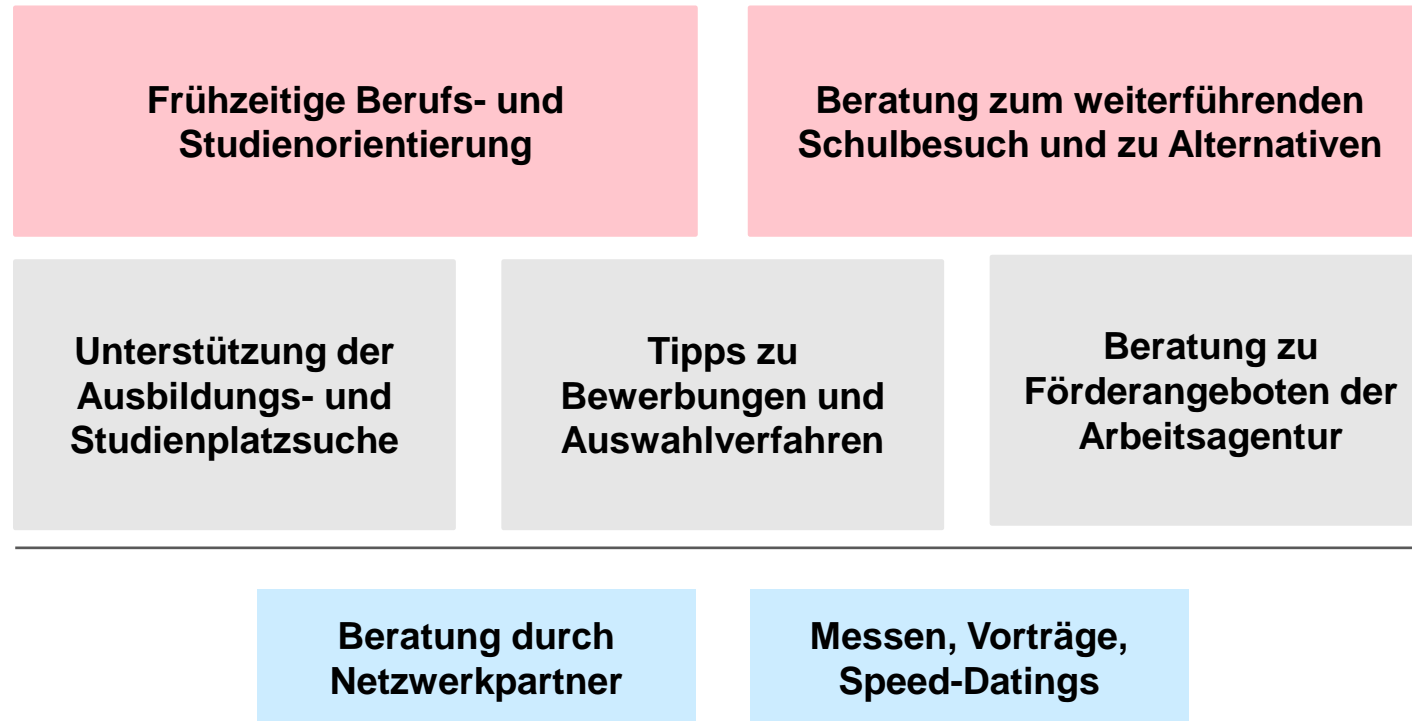 Frühzeitige Berufs- und
Studienorientierung
Beratung zum weiterführenden
Schulbesuch und zu Alternativen
Unterstützung der
Ausbildungs- und
Studienplatzsuche
Tipps zu
Bewerbungen und
Auswahlverfahren
Beratung zu
Förderangeboten der
Arbeitsagentur
Beratung durch
Netzwerkpartner
Messen, Vorträge,
Speed-Datings